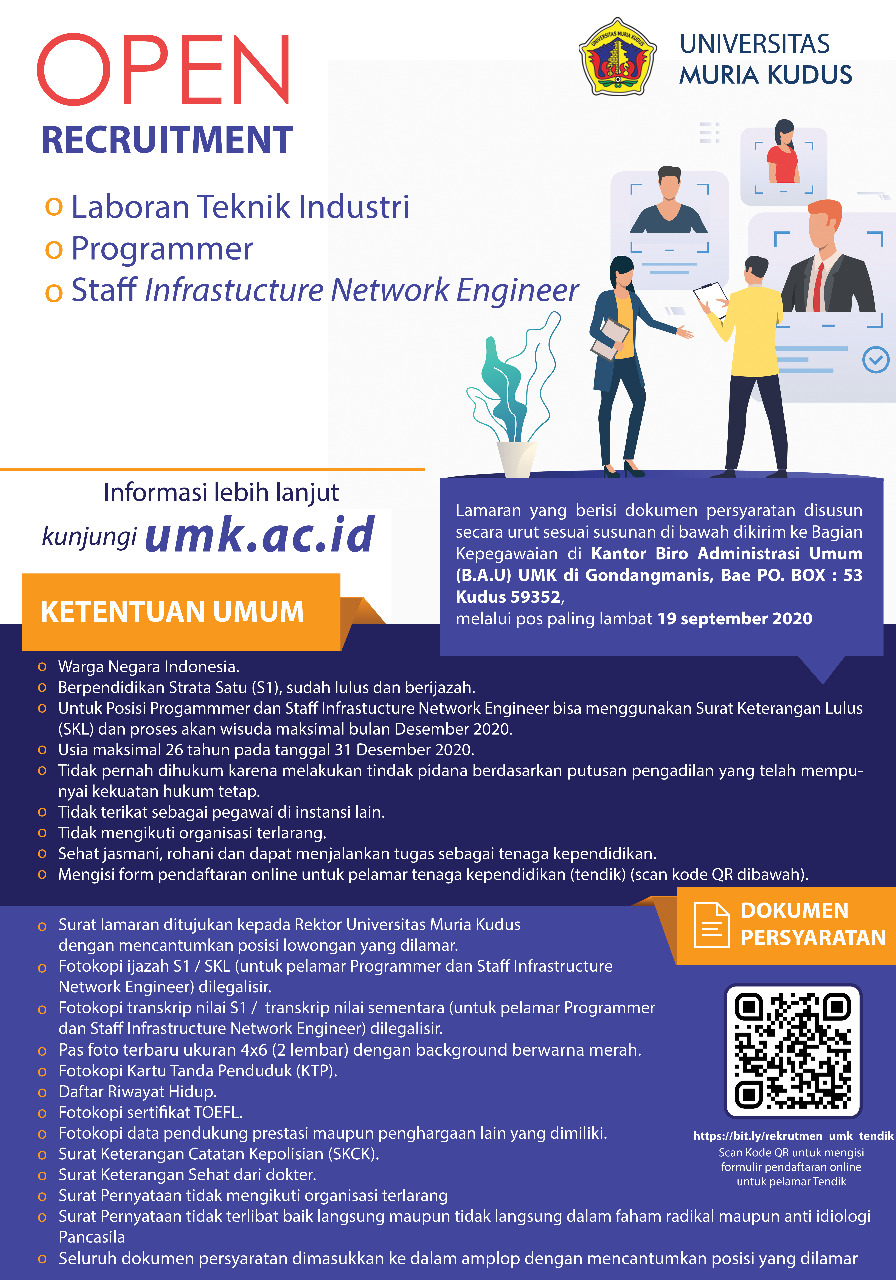 OPEN
RECRUITMENT
UNIVERSITAS
MURIA KUDUS
o Laboran Teknik Industri
o Programmer
o Staff Infrastucture Network Engineer
Informasi lebih lanjut
kunjungi umk.ac.id
Lamaran yang berisi dokumen persyaratan disusun
secara urut sesuai susunan di bawah dikirim ke Bagian
Kepegawaian di Kantor Biro Administrasi Umum
(B.A.U) UMK di Gondangmanis, Bae PO. BOX : 53
Kudus 59352,
melalui pos paling lambat 19 september 2020
KETENTUAN UMUM
o Warga Negara Indonesia.
o Berpendidikan Strata Satu (S1), sudah lulus dan berijazah.
o Untuk Posisi Progammmer dan Staff Infrastucture Network Engineer bisa menggunakan Surat Keterangan Lulus
(SKL) dan proses akan wisuda maksimal bulan Desember 2020.
o Usia maksimal 26 tahun pada tanggal 31 Desember 2020.
o Tidak pernah dihukum karena melakukan tindak pidana berdasarkan putusan pengadilan yang telah mempu-
nyai kekuatan hukum tetap.
o Tidak terikat sebagai pegawai di instansi lain.
o Tidak mengikuti organisasi terlarang.
o Sehat jasmani, rohani dan dapat menjalankan tugas sebagai tenaga kependidikan.
o Mengisi form pendaftaran online untuk pelamar tenaga kependidikan (tendik) (scan kode QR dibawah).
DOKUMEN
PERSYARATAN
o Surat lamaran ditujukan kepada Rektor Universitas Muria Kudus
dengan mencantumkan posisi lowongan yang dilamar.
o Fotokopi ijazah S1 / SKL (untuk pelamar Programmer dan Staff Infrastructure
Network Engineer) dilegalisir.
o Fotokopi transkrip nilai S1 / transkrip nilai sementara (untuk pelamar Programmer
dan Staff Infrastructure Network Engineer) dilegalisir.
o Pas foto terbaru ukuran 4x6 (2 lembar) dengan background berwarna merah.
o Fotokopi Kartu Tanda Penduduk (KTP).
o Daftar Riwayat Hidup.
o Fotokopi sertifikat TOEFL.
o Fotokopi data pendukung prestasi maupun penghargaan lain yang dimiliki.
o Surat Keterangan Catatan Kepolisian (SKCK).
o Surat Keterangan Sehat dari dokter.
o Surat Pernyataan tidak mengikuti organisasi terlarang
o Surat Pernyataan tidak terlibat baik langsung maupun tidak langsung dalam faham radikal maupun anti idiologi
Pancasila
o Seluruh dokumen persyaratan dimasukkan ke dalam amplop dengan mencantumkan posisi yang dilamar
https://bit.ly/rekrutmen_umk_tendik
Scan Kode QR untuk mengisi
formulir pendaftaran online
untuk pelamar Tendik
UNIVERSITAS MURIA KUDUS